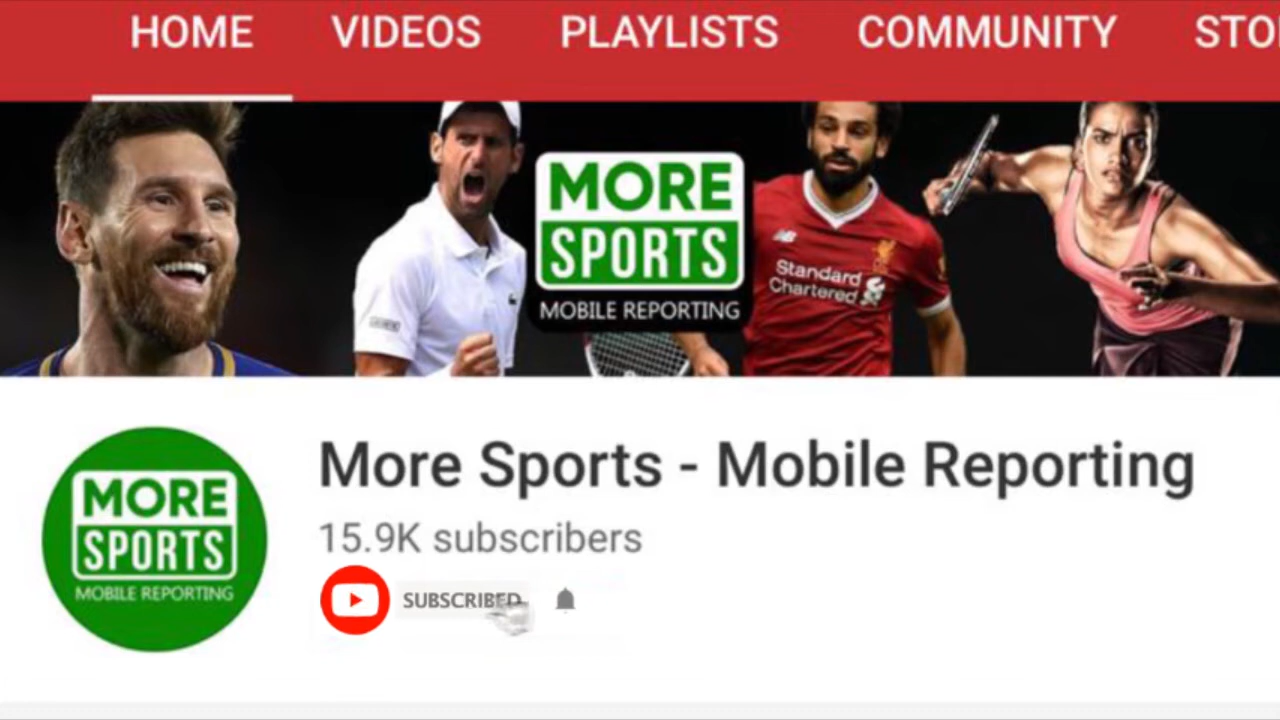 HOME VIDEOS PLAYLISTS COMMUNITY STO
MORE
SPORTS
MOBILE REPORTING
Standard
Chartered
MORE
SPORTS
MOBILE REPORTING
More Sports - Mobile Reporting
15.9K subscribers
SUBSCRIBED